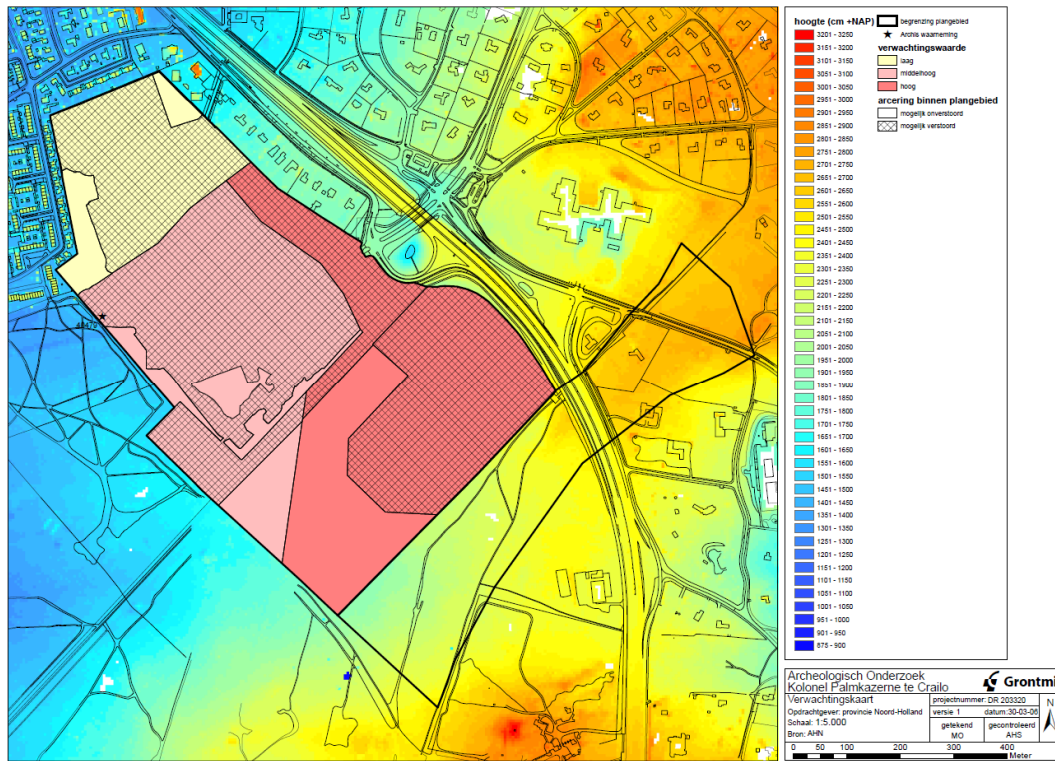 hoogte (cm +NAP)
3201 - 3250
3151 - 3200
3101 - 3150
3051 - 3100
3001 - 3050
2951 - 3000
2901 - 2950
2851 - 2900
2801 - 2850
2751 - 2800
2701 - 2750
2651 - 2700
2601 - 2650
2551 - 2600
2501 - 2550
2451 - 2500
2401 - 2450
2351 - 2400
2301 - 2350
2251 - 2300
2201 - 2250
2151 - 2200
2101 - 2150
2051 - 2100
2001 - 2050
1951 - 2000
1901 - 1950
1851 - 1900
1801 - 1850
1751 - 1800
1701 - 1750
1651 - 1700
1601 - 1650
1551 - 1600
1501 - 1550
1451 - 1500
1401 - 1450
1351 - 1400
1301 - 1350
1251 - 1300
1201 - 1250
1151 - 1200
1101 - 1150
1051 - 1100
1001 - 1050
951 - 1000
901 - 950
875 - 900
begrenzing plangebied
Archis waarneming
verwachtingswaarde
laag
middelhoog
hoog
arcering binnen plangebied
mogelijk onverstoord
mogelijk verstoord
Archeologisch Onderzoek
Kolonel Palmkazerne te Crailo
Grontmi
Verwachtingskaart
Opdrachtgever: provincie Noord-Holland
Schaal: 1:5.000
Bron: AHN
projectnummer: DR 203320
versie 1 datum:30-03-06
getekend gecontroleerd
MO AHS
N
0 50 100 200 300 400
Meter